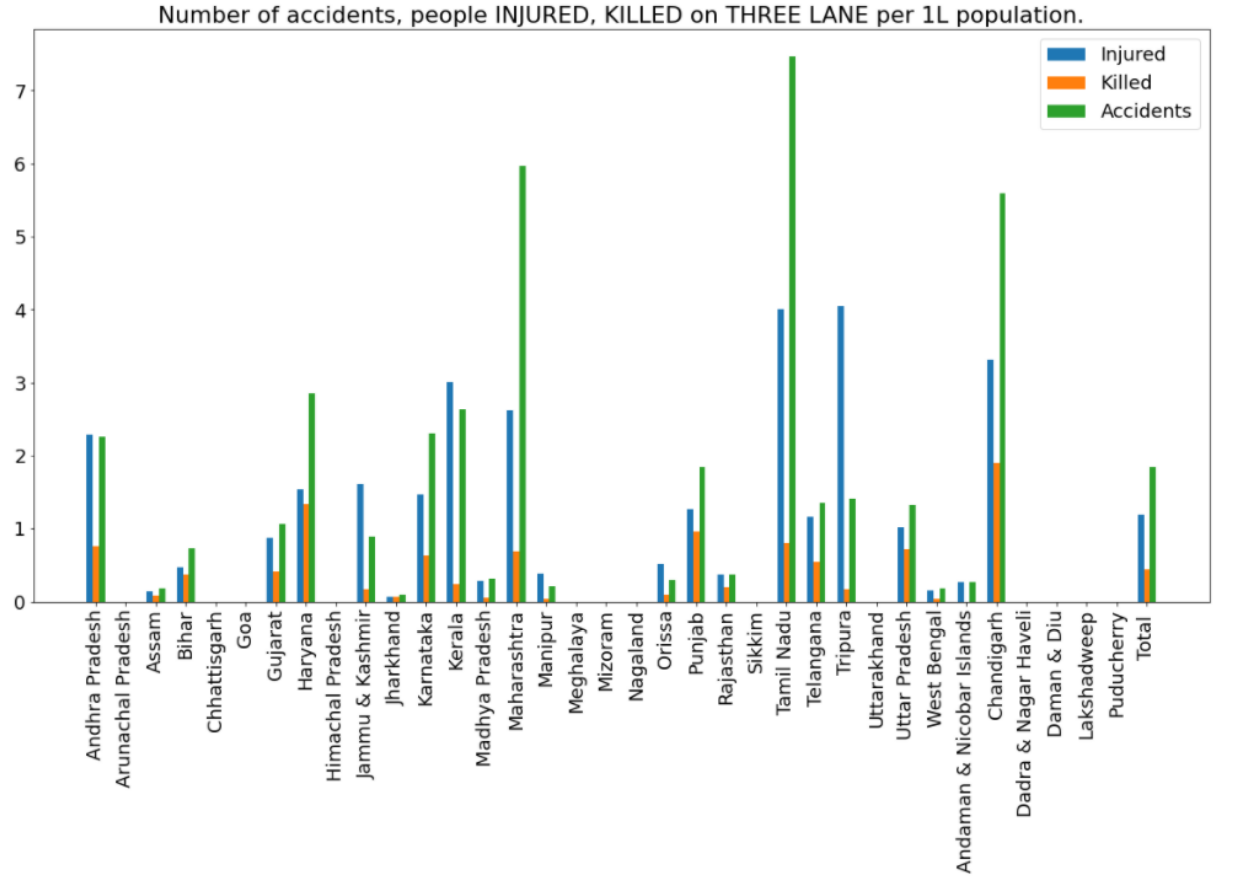 Number of accidents, people INJURED, KILLED on THREE LANE per 1L population.
Injured
Killed
Accidents
7
6
5
4
3
2
1
0
Andhra Pradesh
Arunachal Pradesh
Assam
Bihar
Chhattisgarh
Goa
Gujarat
Haryana
Himachal Pradesh
Jammu & Kashmir
Jharkhand
Karnataka
Kerala
Madhya Pradesh
Maharashtra
Manipur
Meghalaya
Mizoram
Nagaland
Orissa
Punjab
Rajasthan
Sikkim
Tamil Nadu
Telangana
Tripura
Uttarakhand
Uttar Pradesh
West Bengal
Andaman & Nicobar Islands
Chandigarh
Dadra & Nagar Haveli
Daman & Diu
Lakshadweep
Puducherry
Total